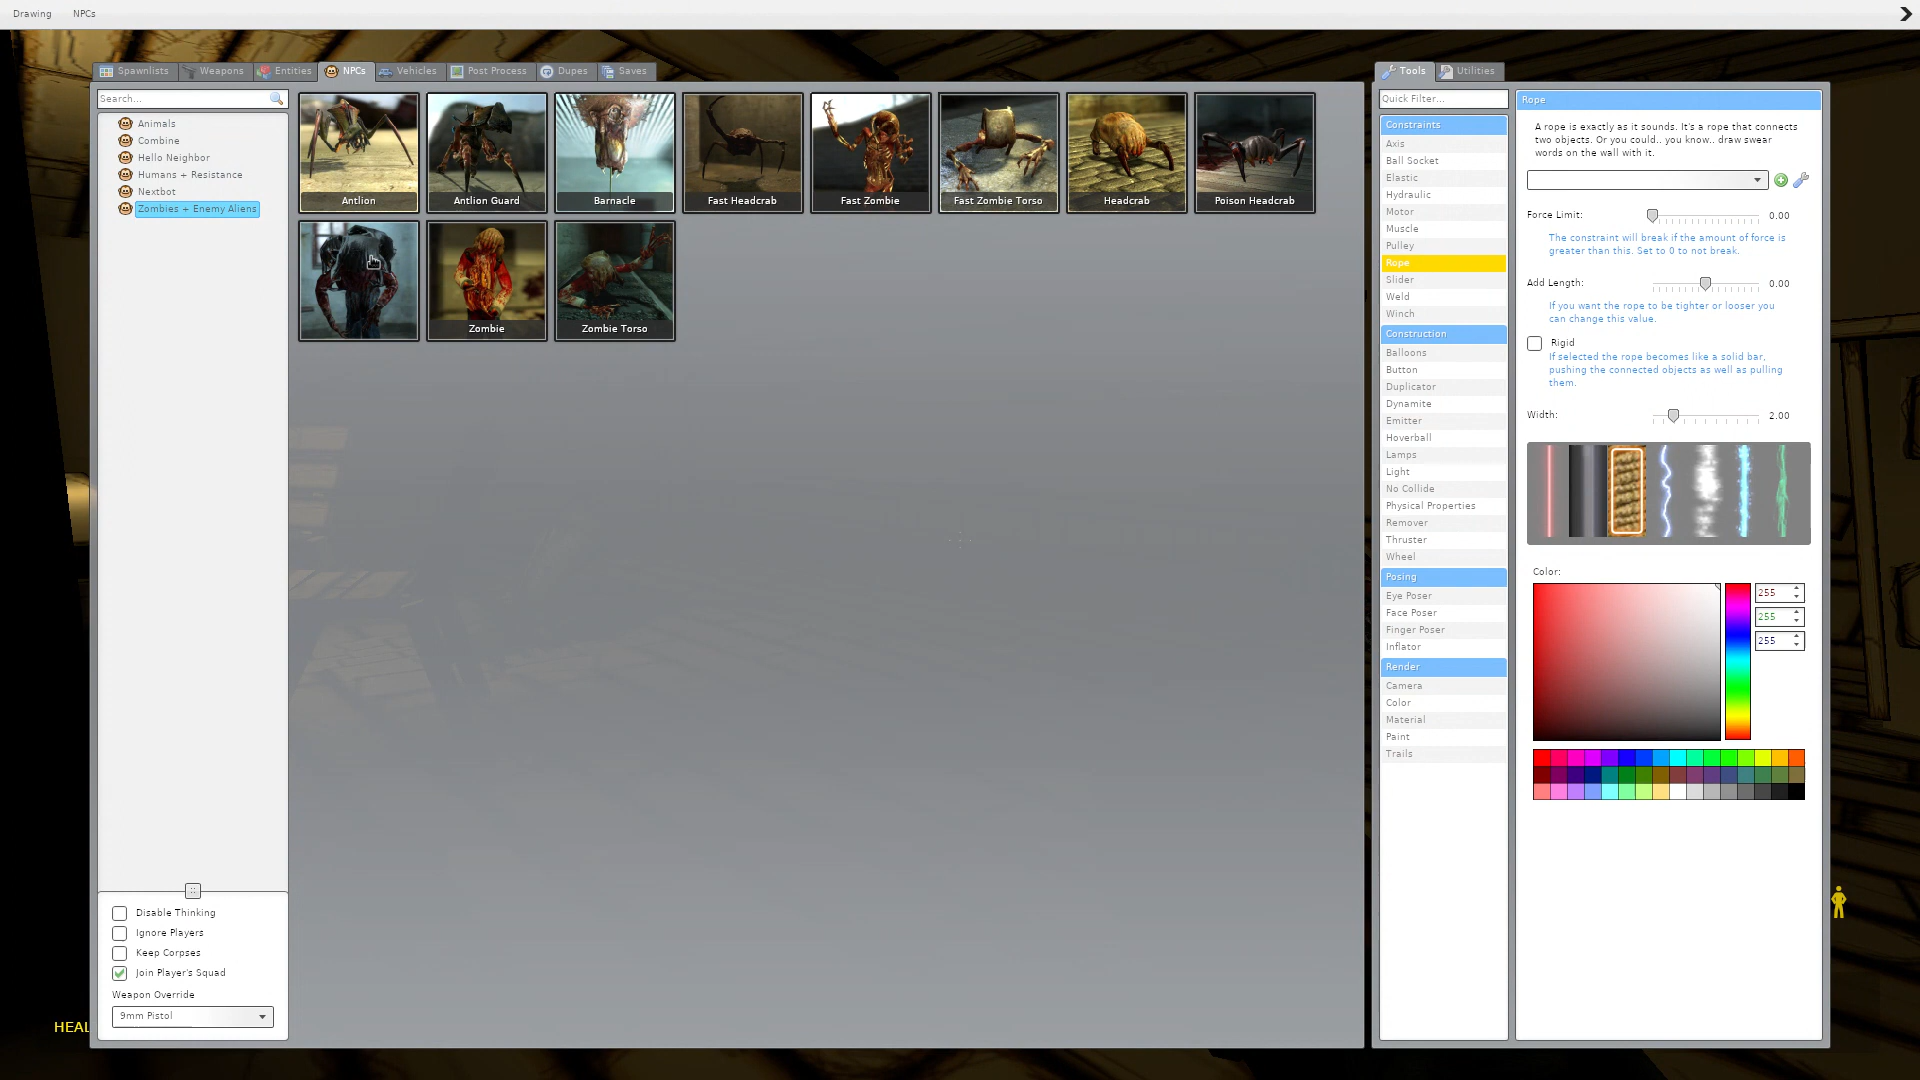 Drawing NPCs
Spawnlists Weapons Entities NPCs Vehicles Post Process Dupes Saves
Search...
Animals
Combine
Hello Neighbor
Humans + Resistance
Nextbot
Zombies + Enemy Aliens
Antlion Antlion Guard Barnacle Fast Headcrab Fast Zombie Fast Zombie Torso Headcrab Poison Headcrab
Zombie Zombie Torso
Disable Thinking
Ignore Players
Keep Corpses
Join Player's Squad
Weapon Override
9mm Pistol
HEAL
Tools Utilities
Quick Filter...
Constraints
Axis
Ball Socket
Elastic
Hydraulic
Motor
Muscle
Pulley
Rope
Slider
Weld
Winch
Construction
Balloons
Button
Duplicator
Dynamite
Emitter
Hoverball
Lamps
Light
No Collide
Physical Properties
Remover
Thruster
Wheel
Posing
Eye Poser
Face Poser
Finger Poser
Inflator
Render
Camera
Color
Material
Paint
Trails
Rope
A rope is exactly as it sounds. It's a rope that connects
two objects. Or you could.. you know.. draw swear
words on the wall with it.
Force Limit: 0.00
The constraint will break if the amount of force is
greater than this. Set to 0 to not break.
Add Length: 0.00
If you want the rope to be tighter or looser you
can change this value.
Rigid
If selected the rope becomes like a solid bar,
pushing the connected objects as well as pulling
them.
Width: 2.00
Color:
255
255
255